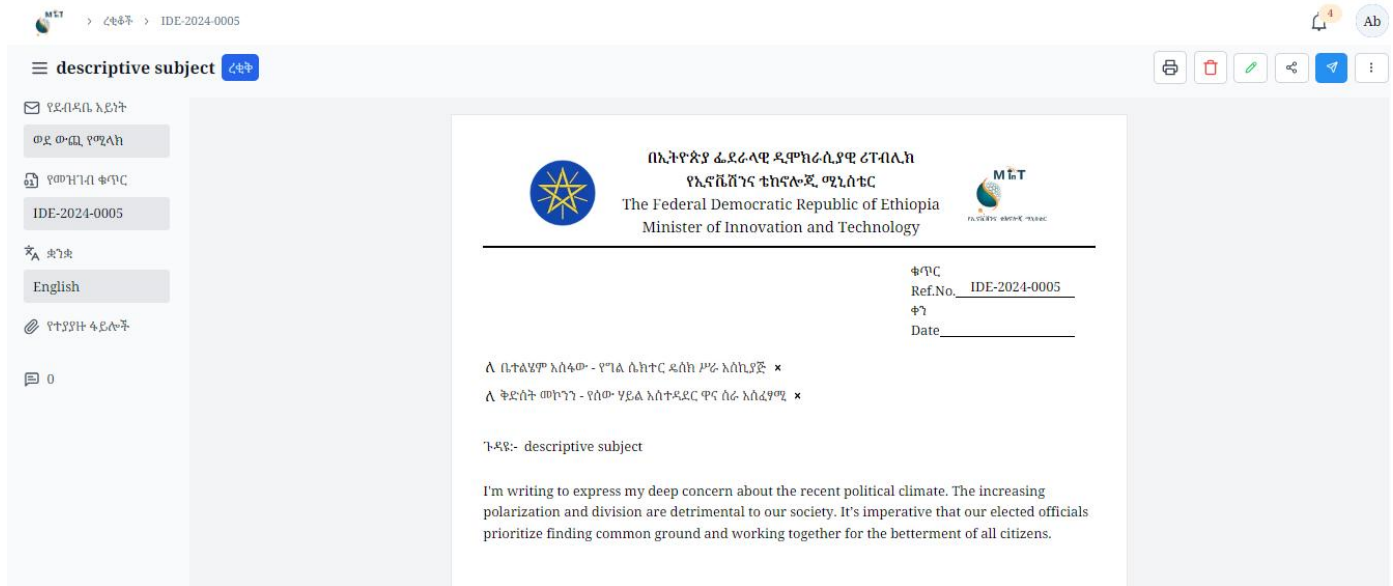 MinT > ረቂቆች > IDE-2024-0005
4
Ab
descriptive subject ረቂቅ
የደብዳቤ አይነት
ወደ ውጪ የሚላክ
የመዝገብ ቁጥር
IDE-2024-0005
ቋንቋ
English
የተያያዙ ፋይሎች
0
በኢትዮጵያ ፌደራላዊ ዲሞክራሲያዊ ሪፐብሊክ
የኢኖቬሽንና ቴክኖሎጂ ሚኒስቴር
The Federal Democratic Republic of Ethiopia
Minister of Innovation and Technology
MinT
የኢኖቬሽንና ቴክኖሎጂ ሚኒስቴር
ቁጥር
Ref.No. IDE-2024-0005
ቀን
Date
ለ ቤተልሄም አስፋው - የግል ሴክተር ዴስክ ሥራ አስኪያጅ ×
ለ ቅድስት መኮንን - የሰው ሃይል አስተዳደር ዋና ስራ አስፈፃሚ ×
ጉዳዩ:- descriptive subject
I'm writing to express my deep concern about the recent political climate. The increasing
polarization and division are detrimental to our society. It's imperative that our elected officials
prioritize finding common ground and working together for the betterment of all citizens.